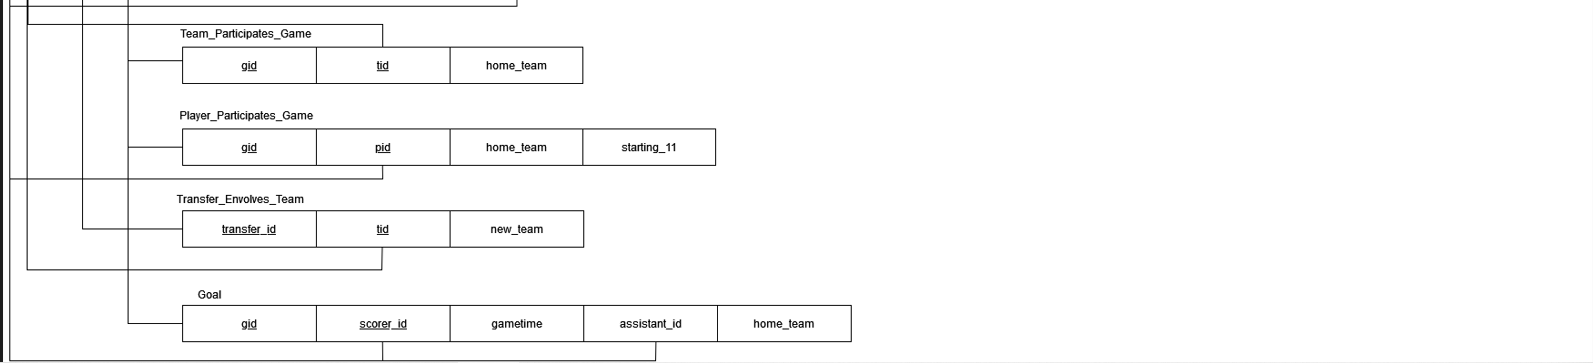 Team_Participates_Game
gid tid home_team
Player_Participates_Game
gid pid home_team starting_11
Transfer_Envolves_Team
transfer_id tid new_team
Goal
gid scorer_id gametime assistant_id home_team